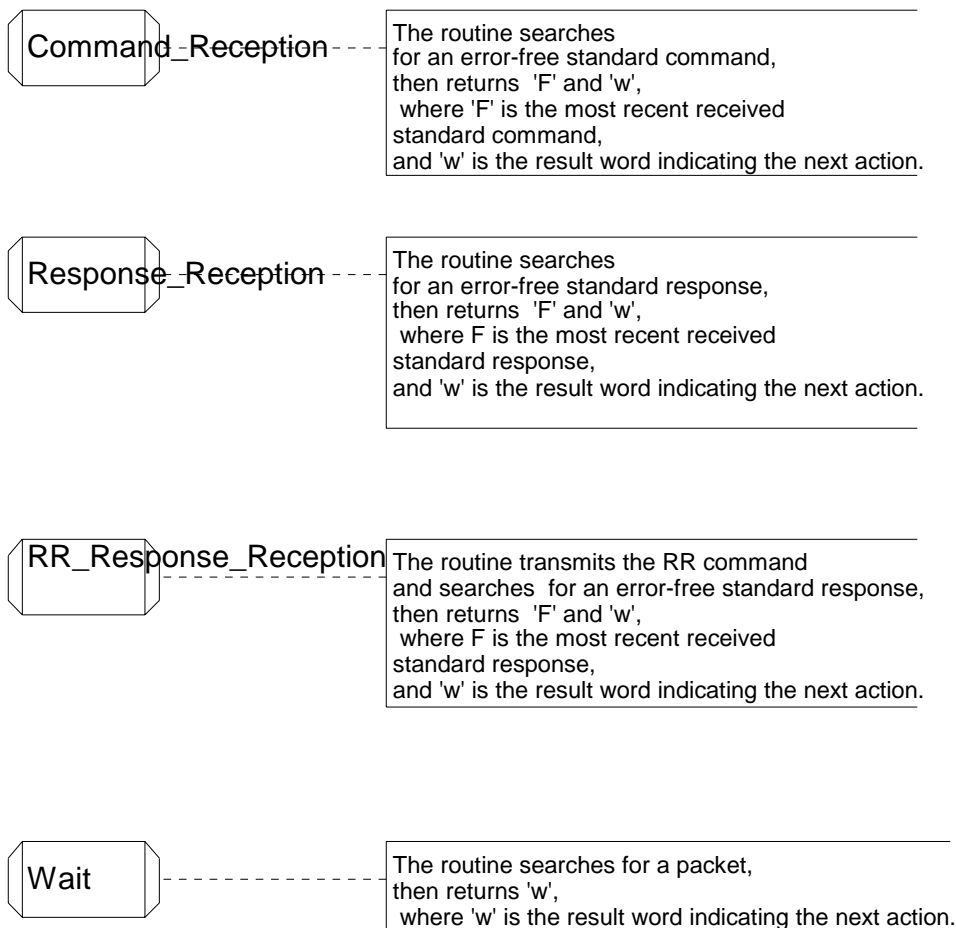 Command_Reception
The routine searches
for an error-free standard command,
then returns 'F' and 'w',
where 'F' is the most recent received
standard command,
and 'w' is the result word indicating the next action.
Response_Reception
The routine searches
for an error-free standard response,
then returns 'F' and 'w',
where F is the most recent received
standard response,
and 'w' is the result word indicating the next action.
RR_Response_Reception
The routine transmits the RR command
and searches for an error-free standard response,
then returns 'F' and 'w',
where F is the most recent received
standard response,
and 'w' is the result word indicating the next action.
Wait
The routine searches for a packet,
then returns 'w',
where 'w' is the result word indicating the next action.